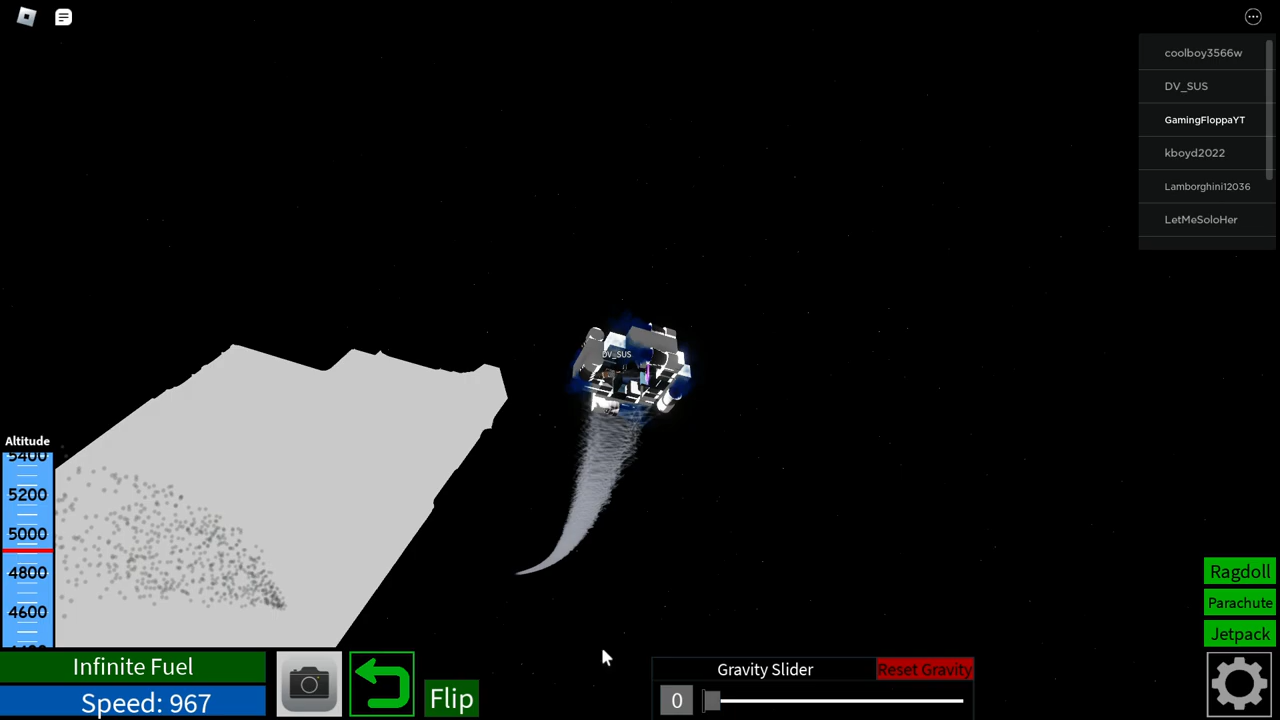 coolboy3566w
DV_SUS
GamingFloppaYT
kboyd2022
Lamborghini12036
LetMeSoloHer
DV_SUS
Altitude
5400
5200
5000
4800
4600
Ragdoll
Parachute
Jetpack
Infinite Fuel
Speed: 967
Flip
Gravity Slider
Reset Gravity
0